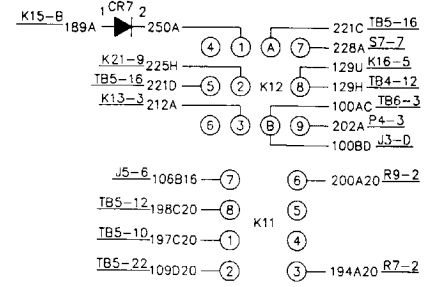 K15-B 189A 1 CR7 2 250A 221C TB5-16
4 1 A 7 228A S7-7
K21-9 225H 129U K16-5
TB5-16 221D 5 2 K12 8 129H TB4-12
K13-3 212A 100AC TB6-3
6 3 B 9 202A P4-3
100BD J3-D
J5-6 106B16 7 6 200A20 R9-2
TB5-12 198C20 8 5
K11
TB5-10 197C20 1 4
TB5-22 109D20 2 3 194A20 R7-2